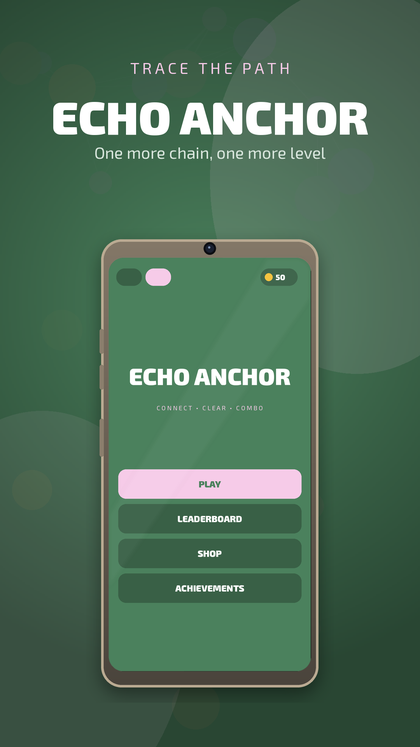 TRACE THE PATH
ECHO ANCHOR
One more chain, one more level
50
ECHO ANCHOR
CONNECT • CLEAR • COMBO
PLAY
LEADERBOARD
SHOP
ACHIEVEMENTS